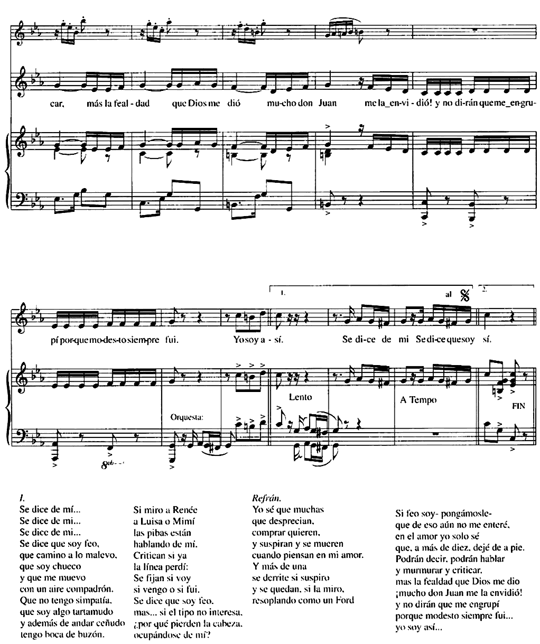 car, más la feal- dad que Dios me dió mu-cho don Juan me la en-vi- dió! y no di-rán que me en-gru-
1. al 2.
pí porque mo-des-to siem-pre fui. Yo soy a- sí. Se di-ce de mi Se dice que soy sí.
Orquesta: Lento A Tempo FIN
8va
I.
Se dice de mí...
Se dice de mi...
Se dice de mi...
Se dice que soy feo,
que camino a lo malevo,
que soy chueco
y que me muevo
con un aire compadrón.
Que no tengo simpatía,
que soy algo tartamudo
y además de andar ceñudo
tengo boca de buzón.
Si miro a Renée
a Luisa o Mimí
las pibas están
hablando de mí.
Critican si ya
la línea perdí:
Se fijan si voy
si vengo o si fui.
Se dice que soy feo,
mas... si el tipo no interesa,
¿por qué pierden la cabeza,
ocupándose de mí?
Refrán.
Yo sé que muchas
que desprecian,
comprar quieren,
y suspiran y se mueren
cuando piensan en mi amor.
Y más de una
se derrite si suspiro
y se quedan, si la miro,
resoplando como un Ford
Si feo soy- pongámosle-
que de eso aún no me enteré,
en el amor yo solo sé
que, a más de diez, dejé de a pie.
Podrán decir, podrán hablar
y murmurar y criticar,
mas la fealdad que Dios me dio
¡mucho don Juan me la envidió!
y no dirán que me engrupí
porque modesto siempre fui...
yo soy así...